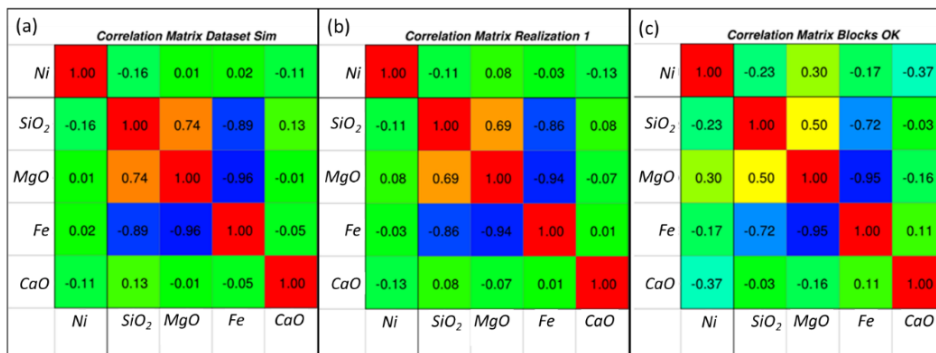 (a)
Correlation Matrix Dataset Sim
Ni 1.00 -0.16 0.01 0.02 -0.11
SiO₂ -0.16 1.00 0.74 -0.89 0.13
MgO 0.01 0.74 1.00 -0.96 -0.01
Fe 0.02 -0.89 -0.96 1.00 -0.05
CaO -0.11 0.13 -0.01 -0.05 1.00
Ni SiO₂ MgO Fe CaO
(b)
Correlation Matrix Realization 1
Ni 1.00 -0.11 0.08 -0.03 -0.13
SiO₂ -0.11 1.00 0.69 -0.86 0.08
MgO 0.08 0.69 1.00 -0.94 -0.07
Fe -0.03 -0.86 -0.94 1.00 0.01
CaO -0.13 0.08 -0.07 0.01 1.00
Ni SiO₂ MgO Fe CaO
(c)
Correlation Matrix Blocks OK
Ni 1.00 -0.23 0.30 -0.17 -0.37
SiO₂ -0.23 1.00 0.50 -0.72 -0.03
MgO 0.30 0.50 1.00 -0.95 -0.16
Fe -0.17 -0.72 -0.95 1.00 0.11
CaO -0.37 -0.03 -0.16 0.11 1.00
Ni SiO₂ MgO Fe CaO